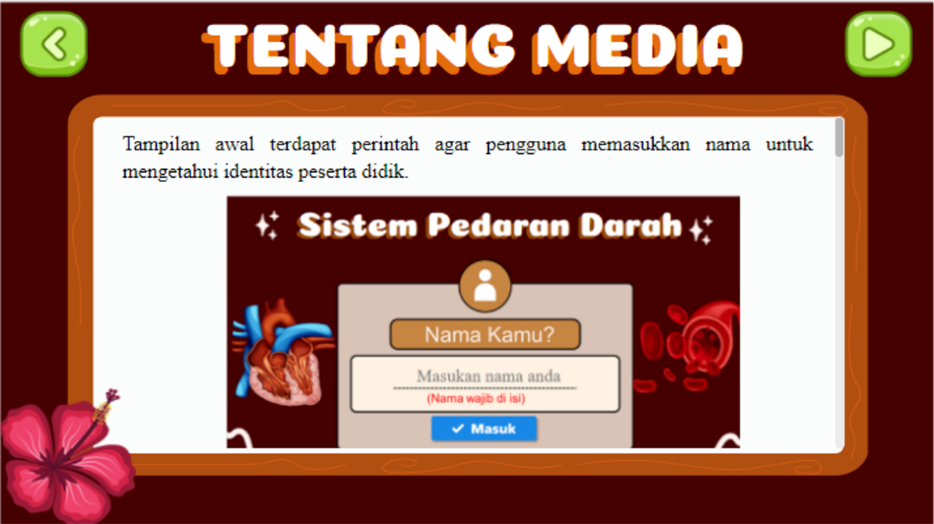 TENTANG MEDIA
Tampilan awal terdapat perintah agar pengguna memasukkan nama untuk
mengetahui identitas peserta didik.
Sistem Pedaran Darah
Nama Kamu?
Masukan nama anda
(Nama wajib di isi)
Masuk